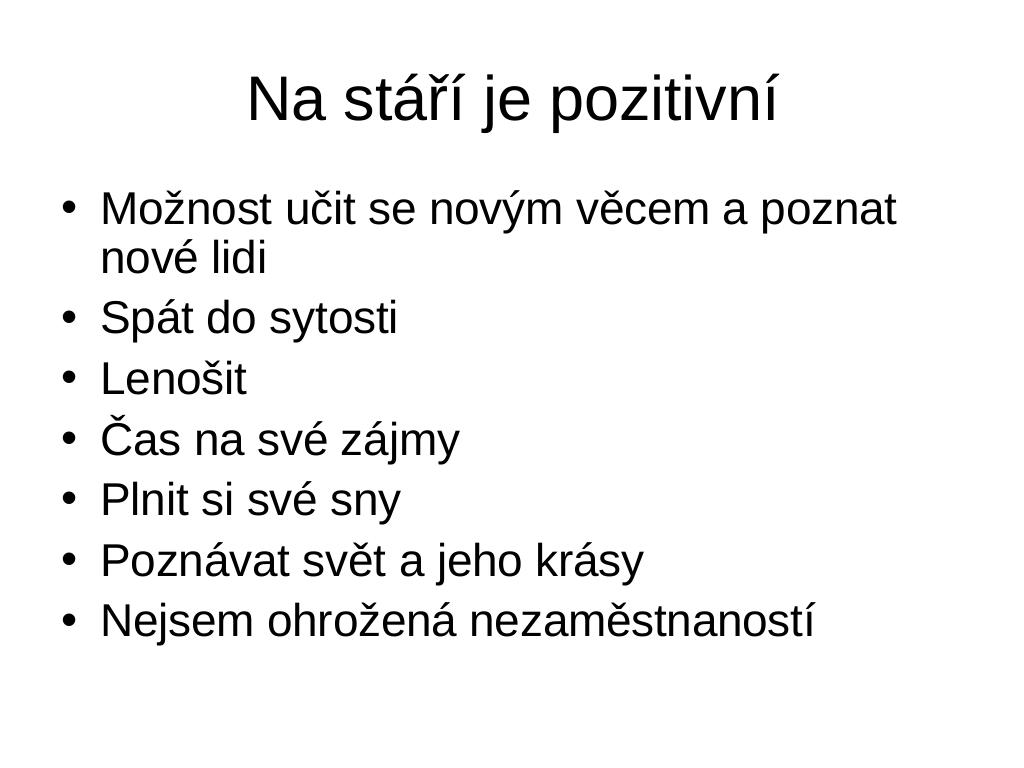 Na stáří je pozitivní
• Možnost učit se novým věcem a poznat
nové lidi
• Spát do sytosti
• Lenošit
• Čas na své zájmy
• Plnit si své sny
• Poznávat svět a jeho krásy
• Nejsem ohrožená nezaměstnaností